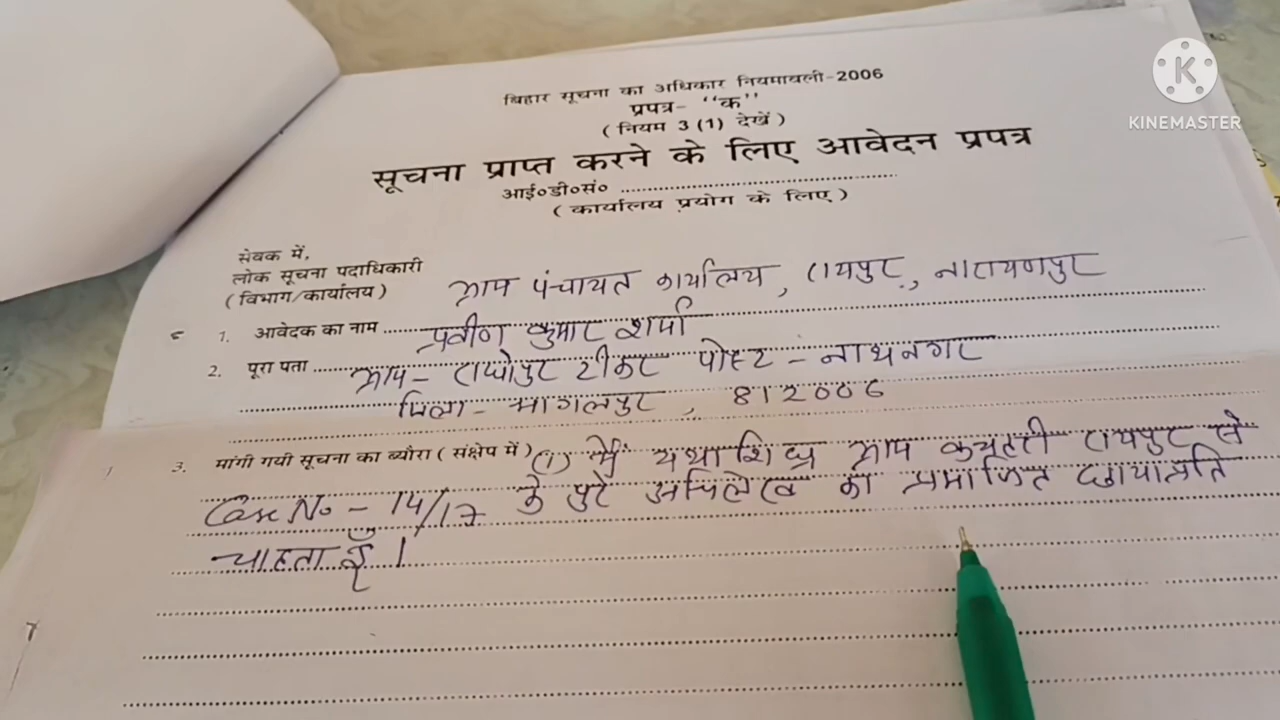 बिहार सूचना का अधिकार नियमावली-2006
प्रपत्र- ‘‘क’’
( नियम 3 (1) देखें )
सूचना प्राप्त करने के लिए आवेदन प्रपत्र
आई०डी०सं० ..............................
( कार्यालय प्रयोग के लिए )
सेवक में,
लोक सूचना पदाधिकारी
(विभाग/कार्यालय) ग्राम पंचायत कार्यालय, रायपुर, नारायणपुर
1. आवेदक का नाम प्रवीण कुमार शर्मा
2. पूरा पता ग्राम- राघोपुर टीकर पोस्ट - नाथनगर
जिला- भागलपुर, 812006
3. मांगी गयी सूचना का ब्यौरा ( संक्षेप में ) (1) मैं यथाशिघ्र ग्राम कचहरी रायपुर से
Case No - 14/17 के पुरे अभिलेख का प्रमाणित छायाप्रति
चाहता हूँ।
KINEMASTER